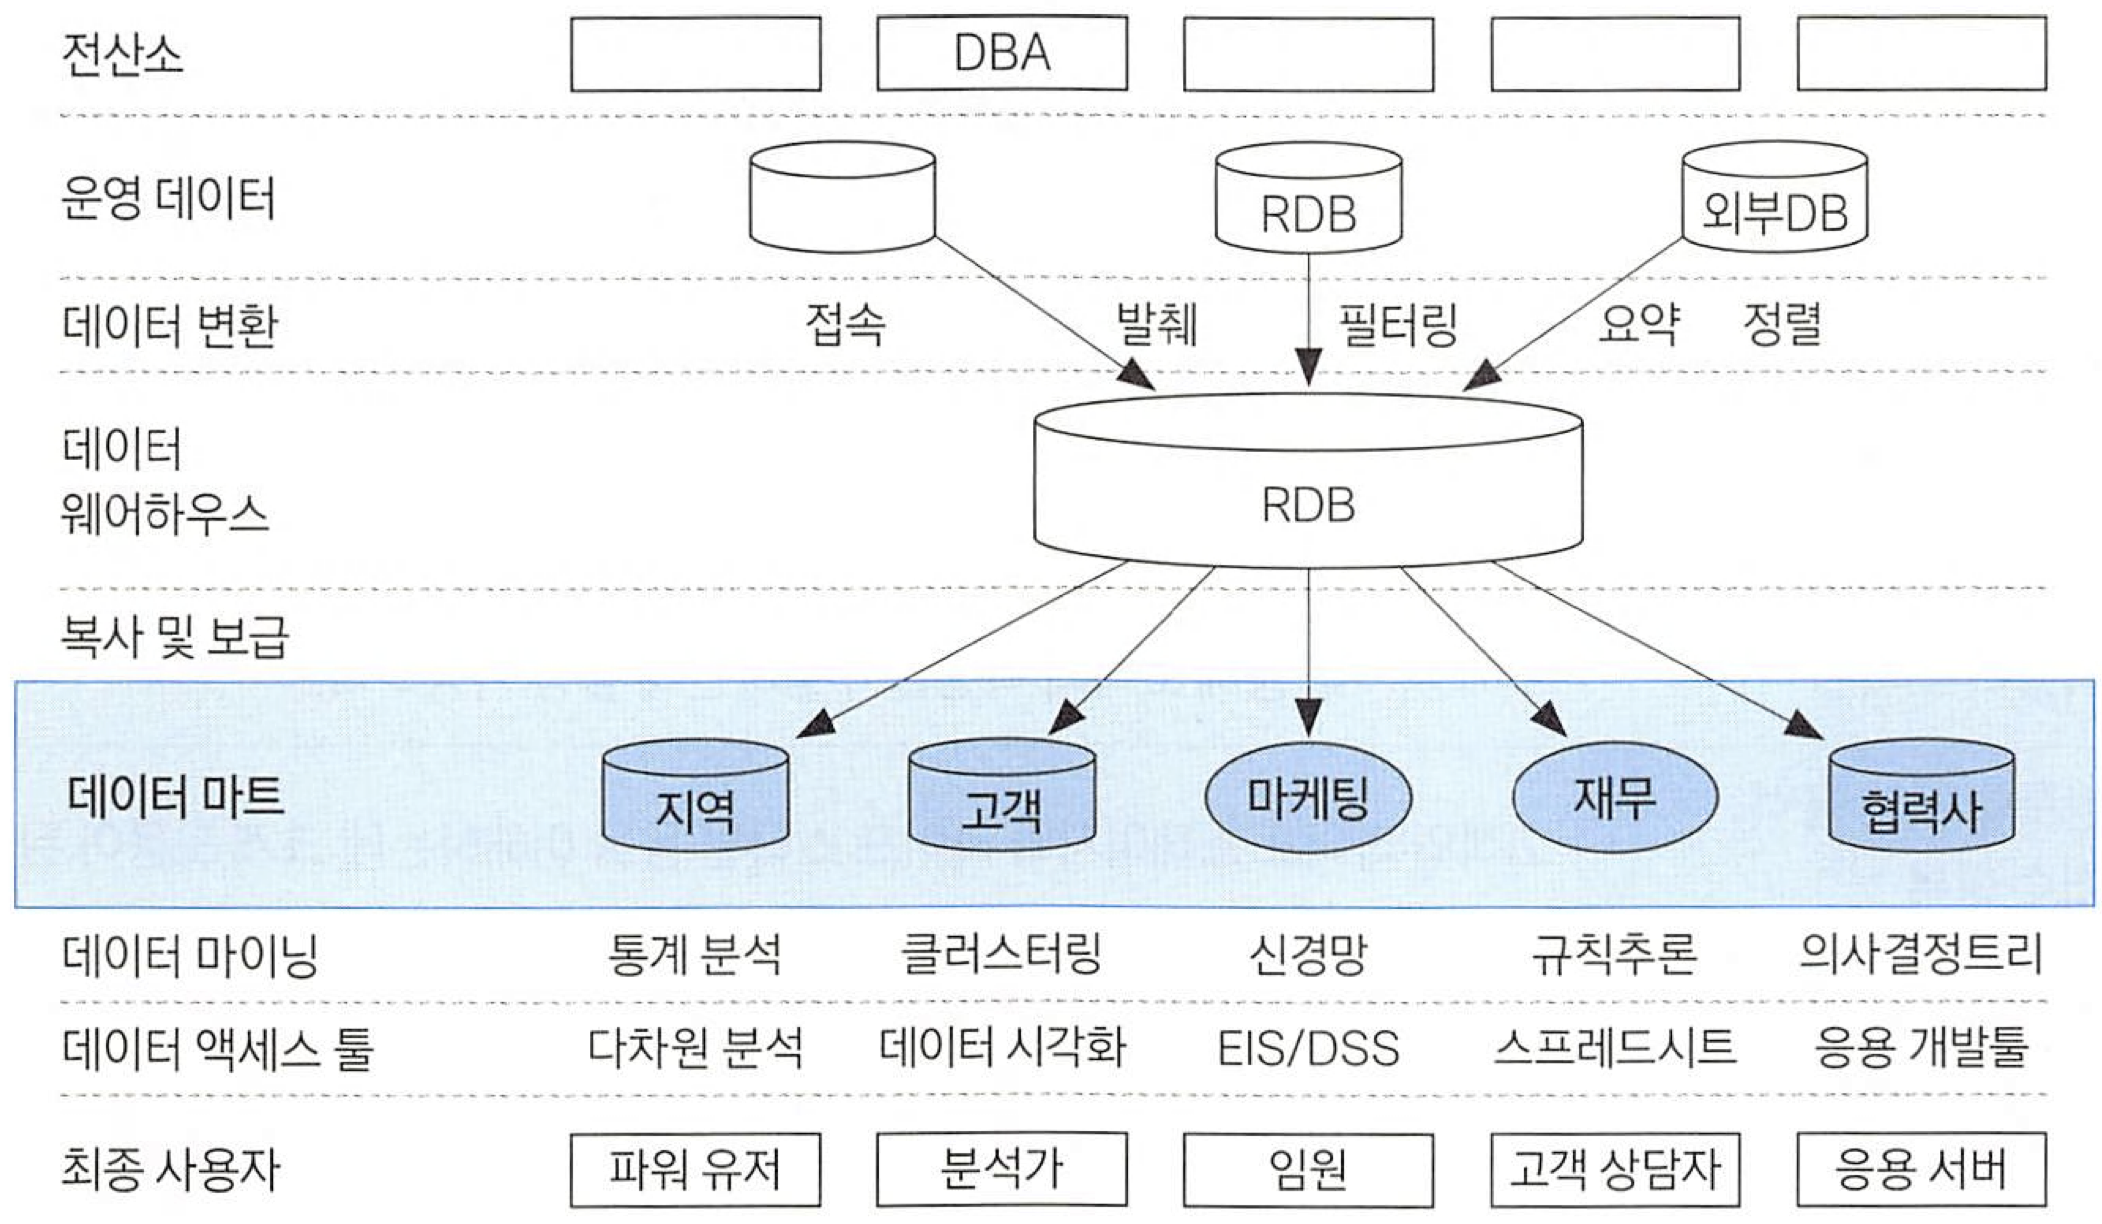 전산소
DBA
운영 데이터
RDB
외부DB
데이터 변환
접속
발췌
필터링
요약
정렬
데이터
웨어하우스
RDB
복사 및 보급
데이터 마트
지역
고객
마케팅
재무
협력사
데이터 마이닝
통계 분석
클러스터링
신경망
규칙추론
의사결정트리
데이터 액세스 툴
다차원 분석
데이터 시각화
EIS/DSS
스프레드시트
응용 개발툴
최종 사용자
파워 유저
분석가
임원
고객 상담자
응용 서버